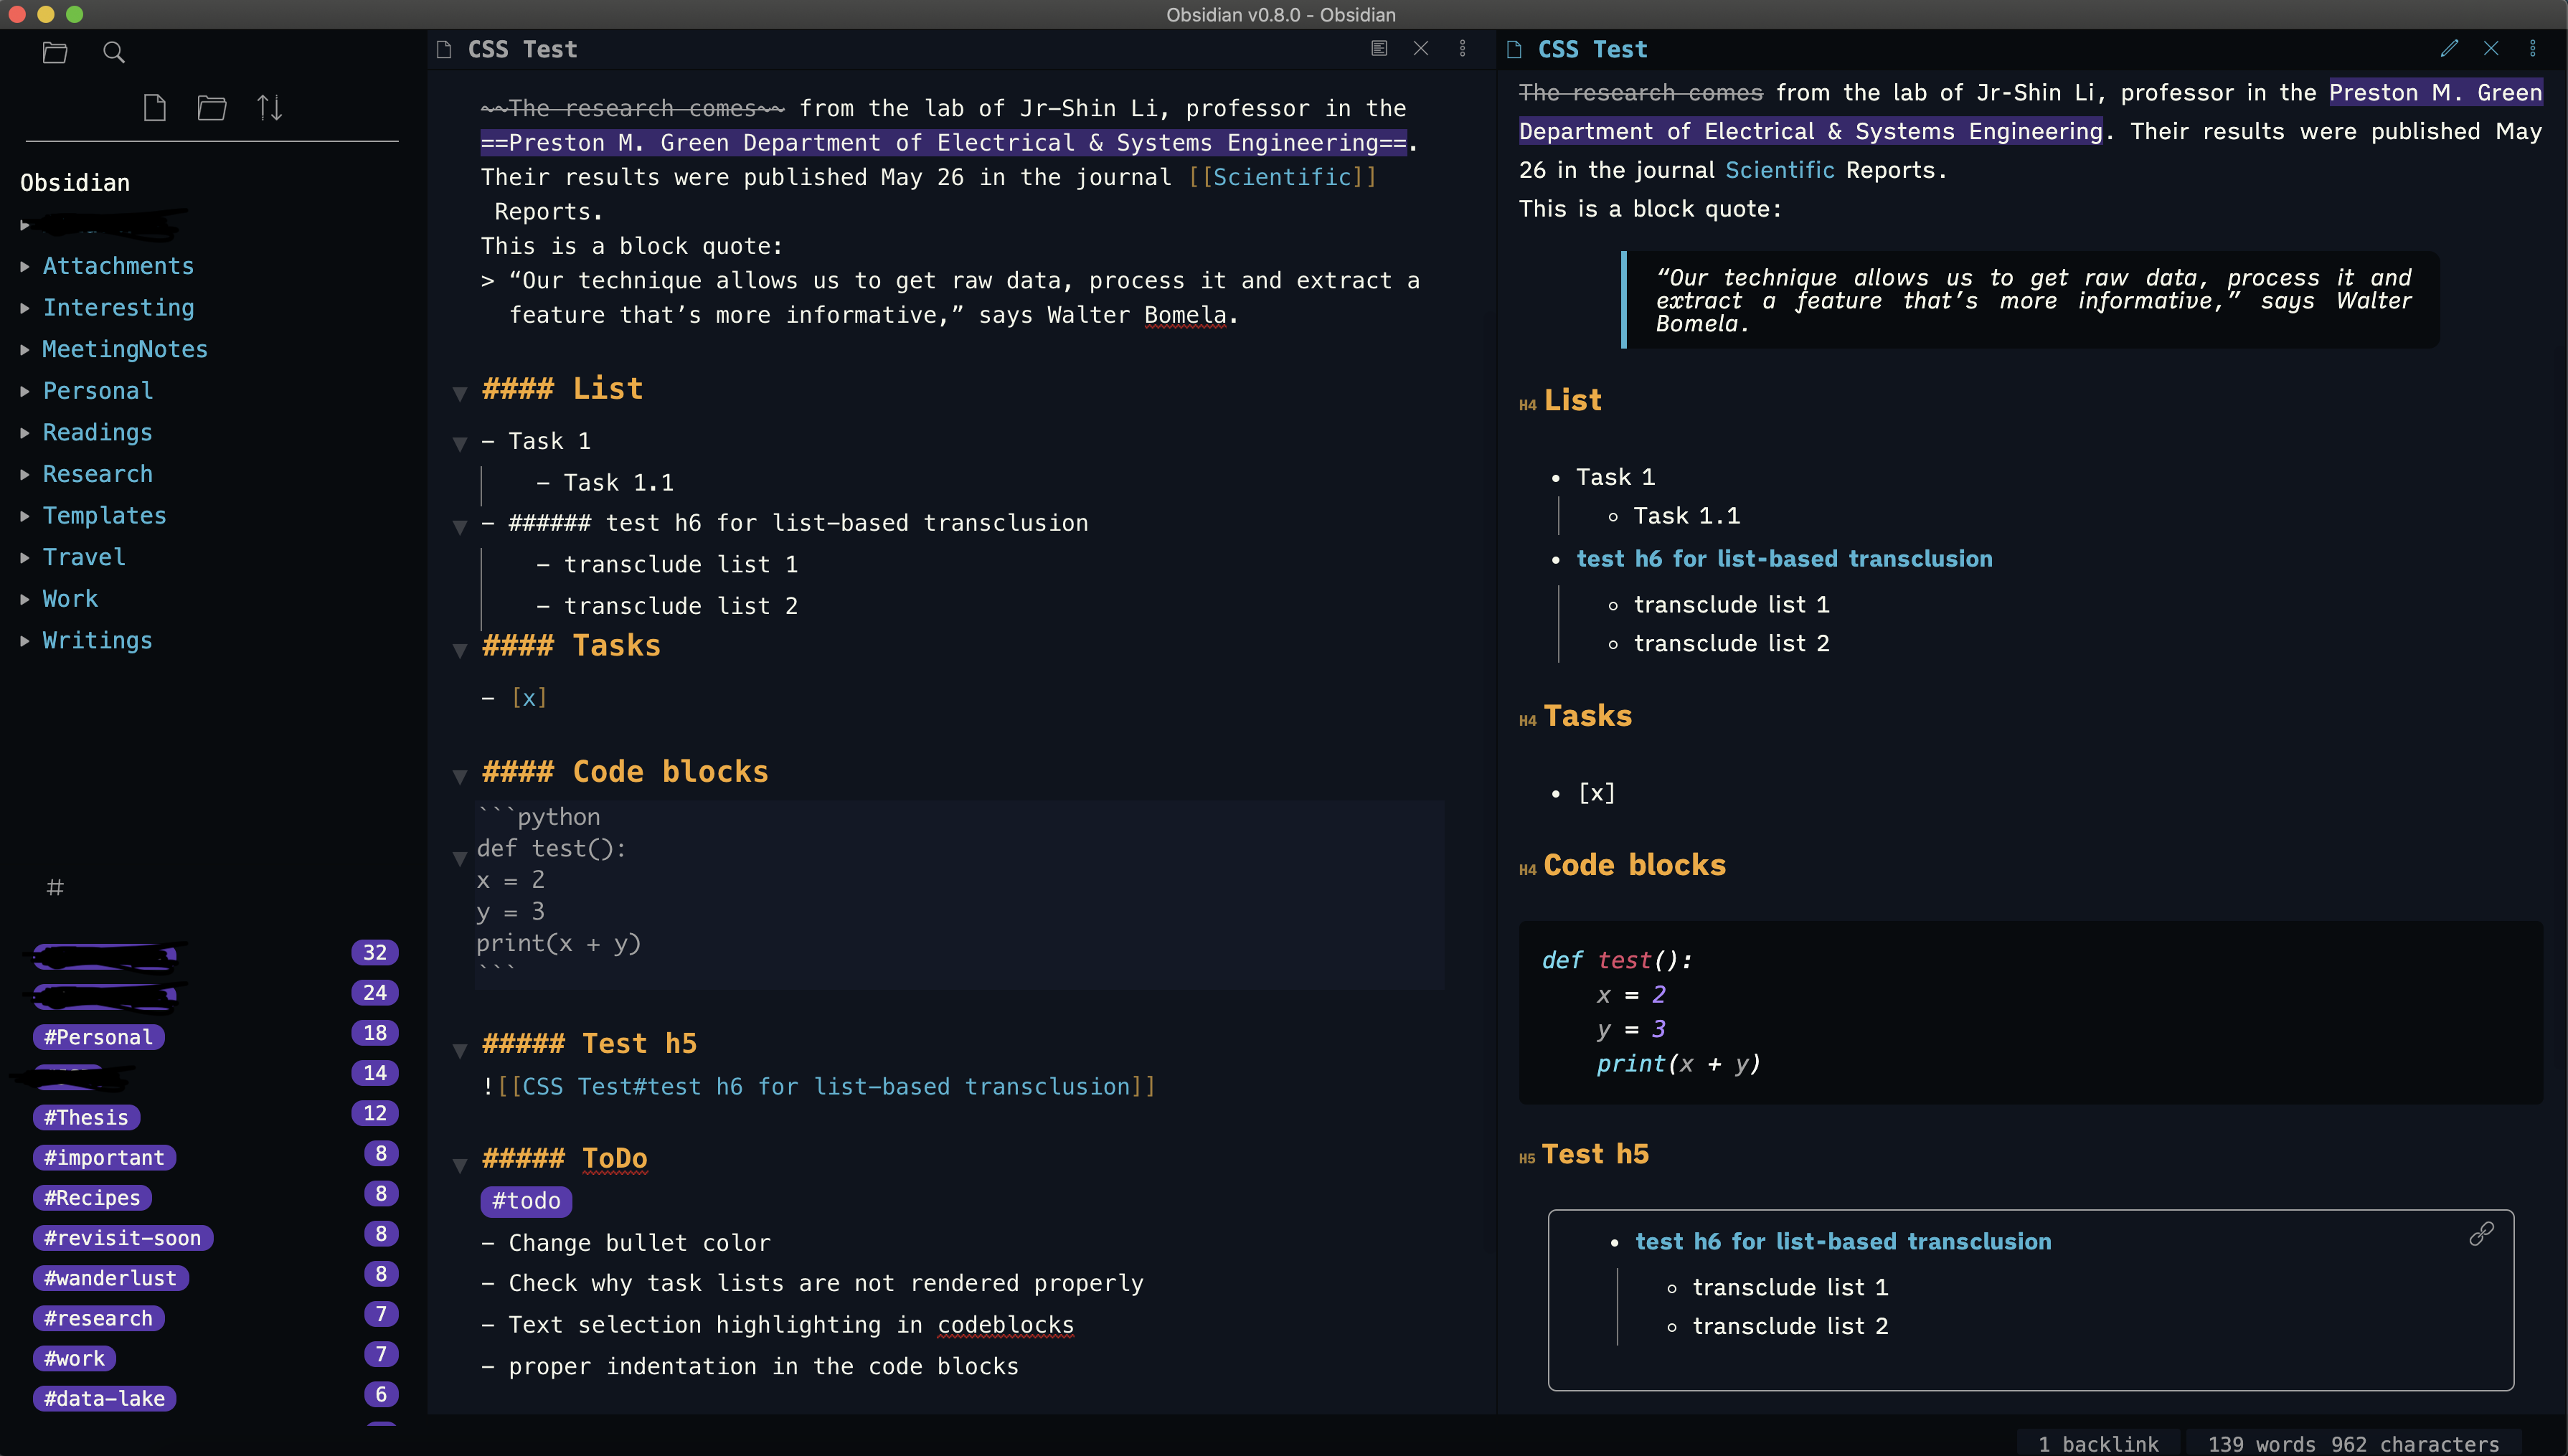 Obsidian v0.8.0 - Obsidian
Obsidian
Attachments
Interesting
MeetingNotes
Personal
Readings
Research
Templates
Travel
Work
Writings
#
32
24
#Personal 18
14
#Thesis 12
#important 8
#Recipes 8
#revisit-soon 8
#wanderlust 8
#research 7
#work 7
#data-lake 6
CSS Test
~~The research comes~~ from the lab of Jr-Shin Li, professor in the
==Preston M. Green Department of Electrical & Systems Engineering==.
Their results were published May 26 in the journal [[Scientific]]
Reports.
This is a block quote:
> “Our technique allows us to get raw data, process it and extract a
feature that’s more informative,” says Walter Bomela.
#### List
- Task 1
- Task 1.1
- ###### test h6 for list-based transclusion
- transclude list 1
- transclude list 2
#### Tasks
- [x]
#### Code blocks
```python
def test():
x = 2
y = 3
print(x + y)
```
##### Test h5
![[CSS Test#test h6 for list-based transclusion]]
##### ToDo
#todo
- Change bullet color
- Check why task lists are not rendered properly
- Text selection highlighting in codeblocks
- proper indentation in the code blocks
CSS Test
The research comes from the lab of Jr-Shin Li, professor in the Preston M. Green
Department of Electrical & Systems Engineering. Their results were published May
26 in the journal Scientific Reports.
This is a block quote:
“Our technique allows us to get raw data, process it and
extract a feature that’s more informative,” says Walter
Bomela.
H4 List
• Task 1
◦ Task 1.1
• test h6 for list-based transclusion
◦ transclude list 1
◦ transclude list 2
H4 Tasks
• [x]
H4 Code blocks
def test():
x = 2
y = 3
print(x + y)
H5 Test h5
• test h6 for list-based transclusion
◦ transclude list 1
◦ transclude list 2
1 backlink 139 words 962 characters